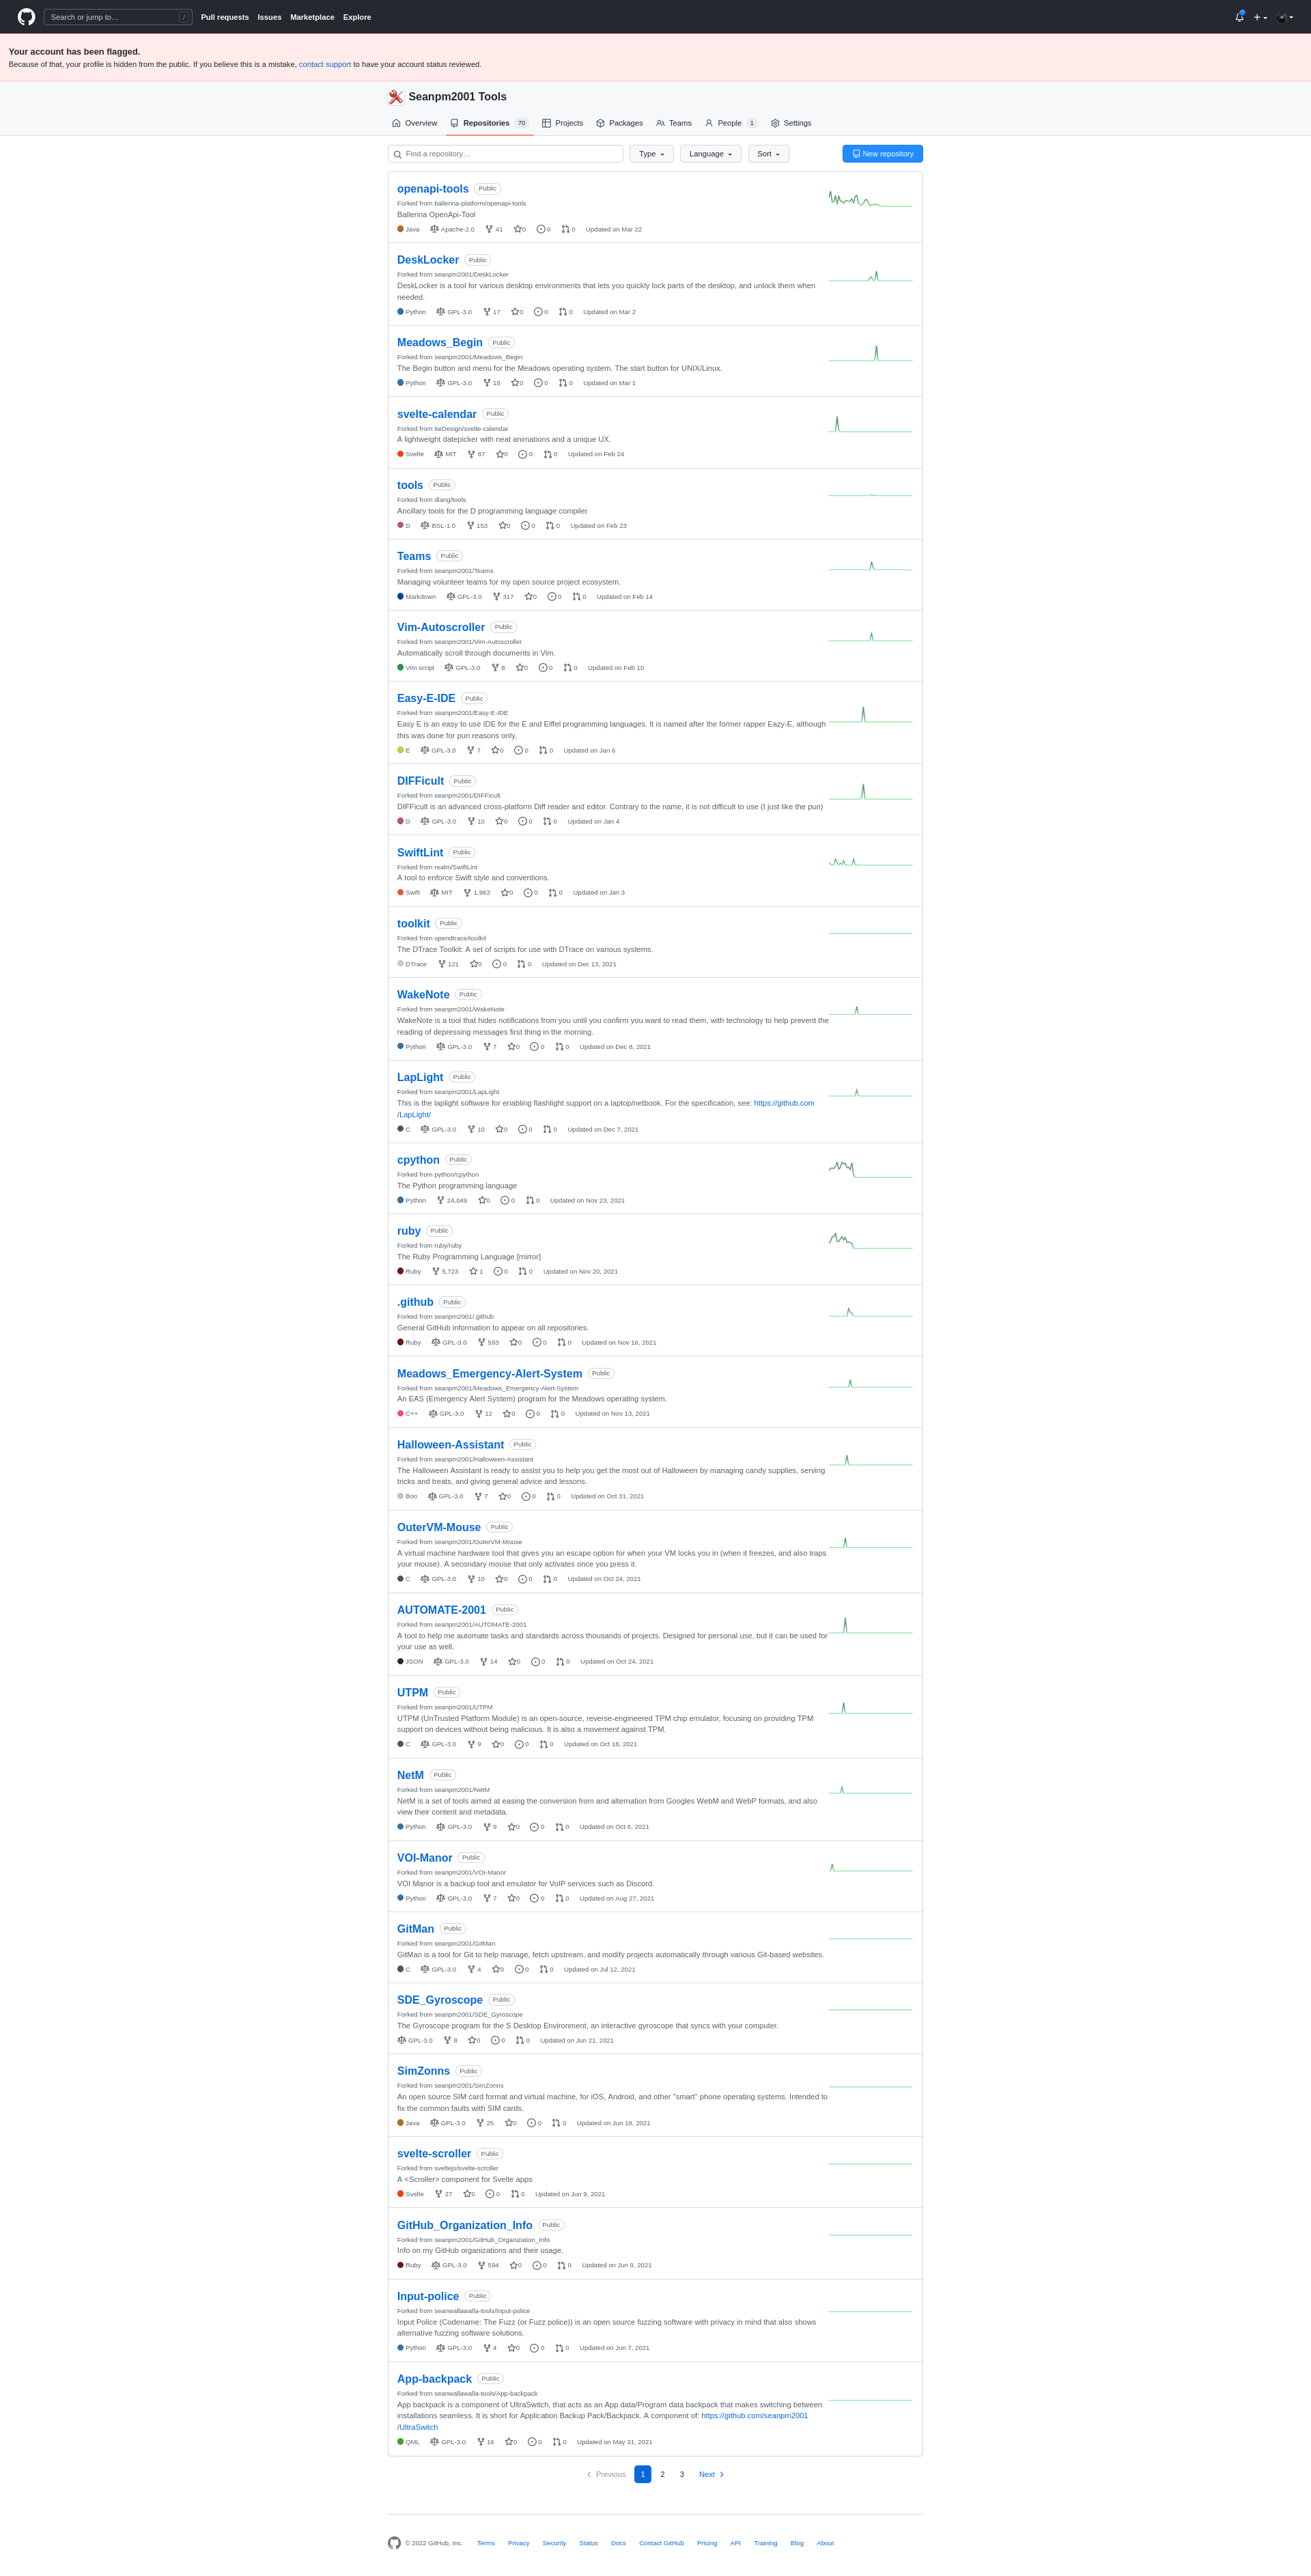 Search or jump to…
/
Pull requests Issues Marketplace Explore
Your account has been flagged.
Because of that, your profile is hidden from the public. If you believe this is a mistake, contact support to have your account status reviewed.
Seanpm2001 Tools
Overview Repositories 70 Projects Packages Teams People 1 Settings
Find a repository… Type Language Sort New repository
openapi-tools Public
Forked from ballerina-platform/openapi-tools
Ballerina OpenApi-Tool
Java Apache-2.0 41 0 0 0 Updated on Mar 22
DeskLocker Public
Forked from seanpm2001/DeskLocker
DeskLocker is a tool for various desktop environments that lets you quickly lock parts of the desktop, and unlock them when
needed.
Python GPL-3.0 17 0 0 0 Updated on Mar 2
Meadows_Begin Public
Forked from seanpm2001/Meadows_Begin
The Begin button and menu for the Meadows operating system. The start button for UNIX/Linux.
Python GPL-3.0 18 0 0 0 Updated on Mar 1
svelte-calendar Public
Forked from 6eDesign/svelte-calendar
A lightweight datepicker with neat animations and a unique UX.
Svelte MIT 87 0 0 0 Updated on Feb 24
tools Public
Forked from dlang/tools
Ancillary tools for the D programming language compiler
D BSL-1.0 153 0 0 0 Updated on Feb 23
Teams Public
Forked from seanpm2001/Teams
Managing volunteer teams for my open source project ecosystem.
Markdown GPL-3.0 317 0 0 0 Updated on Feb 14
Vim-Autoscroller Public
Forked from seanpm2001/Vim-Autoscroller
Automatically scroll through documents in Vim.
Vim script GPL-3.0 8 0 0 0 Updated on Feb 10
Easy-E-IDE Public
Forked from seanpm2001/Easy-E-IDE
Easy E is an easy to use IDE for the E and Eiffel programming languages. It is named after the former rapper Eazy-E, although
this was done for pun reasons only.
E GPL-3.0 7 0 0 0 Updated on Jan 6
DIFFicult Public
Forked from seanpm2001/DIFFicult
DIFFicult is an advanced cross-platform Diff reader and editor. Contrary to the name, it is not difficult to use (I just like the pun)
D GPL-3.0 10 0 0 0 Updated on Jan 4
SwiftLint Public
Forked from realm/SwiftLint
A tool to enforce Swift style and conventions.
Swift MIT 1,963 0 0 0 Updated on Jan 3
toolkit Public
Forked from opendtrace/toolkit
The DTrace Toolkit: A set of scripts for use with DTrace on various systems.
DTrace 121 0 0 0 Updated on Dec 13, 2021
WakeNote Public
Forked from seanpm2001/WakeNote
WakeNote is a tool that hides notifications from you until you confirm you want to read them, with technology to help prevent the
reading of depressing messages first thing in the morning.
Python GPL-3.0 7 0 0 0 Updated on Dec 8, 2021
LapLight Public
Forked from seanpm2001/LapLight
This is the laplight software for enabling flashlight support on a laptop/netbook. For the specification, see: https://github.com
/LapLight/
C GPL-3.0 10 0 0 0 Updated on Dec 7, 2021
cpython Public
Forked from python/cpython
The Python programming language
Python 24,049 0 0 0 Updated on Nov 23, 2021
ruby Public
Forked from ruby/ruby
The Ruby Programming Language [mirror]
Ruby 5,723 1 0 0 Updated on Nov 20, 2021
.github Public
Forked from seanpm2001/.github
General GitHub information to appear on all repositories.
Ruby GPL-3.0 593 0 0 0 Updated on Nov 16, 2021
Meadows_Emergency-Alert-System Public
Forked from seanpm2001/Meadows_Emergency-Alert-System
An EAS (Emergency Alert System) program for the Meadows operating system.
C++ GPL-3.0 12 0 0 0 Updated on Nov 13, 2021
Halloween-Assistant Public
Forked from seanpm2001/Halloween-Assistant
The Halloween Assistant is ready to assist you to help you get the most out of Halloween by managing candy supplies, serving
tricks and treats, and giving general advice and lessons.
Boo GPL-3.0 7 0 0 0 Updated on Oct 31, 2021
OuterVM-Mouse Public
Forked from seanpm2001/OuterVM-Mouse
A virtual machine hardware tool that gives you an escape option for when your VM locks you in (when it freezes, and also traps
your mouse). A secondary mouse that only activates once you press it.
C GPL-3.0 10 0 0 0 Updated on Oct 24, 2021
AUTOMATE-2001 Public
Forked from seanpm2001/AUTOMATE-2001
A tool to help me automate tasks and standards across thousands of projects. Designed for personal use, but it can be used for
your use as well.
JSON GPL-3.0 14 0 0 0 Updated on Oct 24, 2021
UTPM Public
Forked from seanpm2001/UTPM
UTPM (UnTrusted Platform Module) is an open-source, reverse-engineered TPM chip emulator, focusing on providing TPM
support on devices without being malicious. It is also a movement against TPM.
C GPL-3.0 9 0 0 0 Updated on Oct 18, 2021
NetM Public
Forked from seanpm2001/NetM
NetM is a set of tools aimed at easing the conversion from and alternation from Googles WebM and WebP formats, and also
view their content and metadata.
Python GPL-3.0 9 0 0 0 Updated on Oct 6, 2021
VOI-Manor Public
Forked from seanpm2001/VOI-Manor
VOI Manor is a backup tool and emulator for VoIP services such as Discord.
Python GPL-3.0 7 0 0 0 Updated on Aug 27, 2021
GitMan Public
Forked from seanpm2001/GitMan
GitMan is a tool for Git to help manage, fetch upstream, and modify projects automatically through various Git-based websites.
C GPL-3.0 4 0 0 0 Updated on Jul 12, 2021
SDE_Gyroscope Public
Forked from seanpm2001/SDE_Gyroscope
The Gyroscope program for the S Desktop Environment, an interactive gyroscope that syncs with your computer.
GPL-3.0 8 0 0 0 Updated on Jun 21, 2021
SimZonns Public
Forked from seanpm2001/SimZonns
An open source SIM card format and virtual machine, for iOS, Android, and other "smart" phone operating systems. Intended to
fix the common faults with SIM cards.
Java GPL-3.0 25 0 0 0 Updated on Jun 18, 2021
svelte-scroller Public
Forked from sveltejs/svelte-scroller
A <Scroller> component for Svelte apps
Svelte 27 0 0 0 Updated on Jun 9, 2021
GitHub_Organization_Info Public
Forked from seanpm2001/GitHub_Organization_Info
Info on my GitHub organizations and their usage.
Ruby GPL-3.0 594 0 0 0 Updated on Jun 9, 2021
Input-police Public
Forked from seanwallawalla-tools/Input-police
Input Police (Codename: The Fuzz (or Fuzz police)) is an open source fuzzing software with privacy in mind that also shows
alternative fuzzing software solutions.
Python GPL-3.0 4 0 0 0 Updated on Jun 7, 2021
App-backpack Public
Forked from seanwallawalla-tools/App-backpack
App backpack is a component of UltraSwitch, that acts as an App data/Program data backpack that makes switching between
installations seamless. It is short for Application Backup Pack/Backpack. A component of: https://github.com/seanpm2001
/UltraSwitch
QML GPL-3.0 16 0 0 0 Updated on May 31, 2021
Previous 1 2 3 Next
© 2022 GitHub, Inc. Terms Privacy Security Status Docs Contact GitHub Pricing API Training Blog About